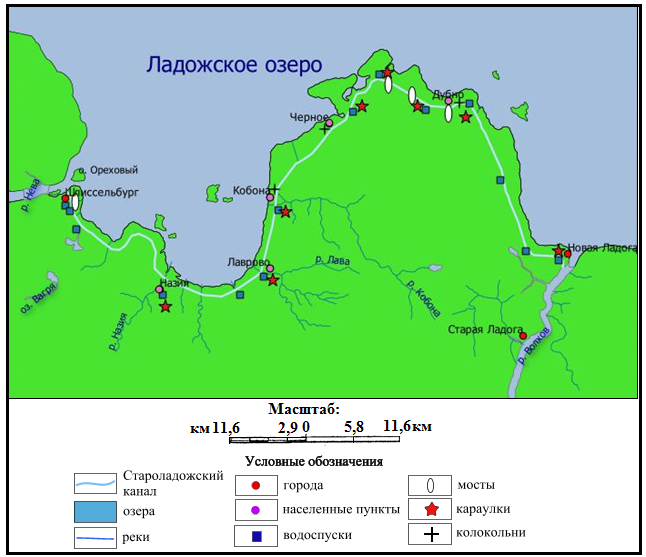 Ладожское озеро
Дубно
Черное
о. Ореховый
р. Нева
Шлиссельбург
Кобона
Новая Ладога
Лаврово
р. Лава
Назия
р. Кобона
оз. Вагря
р. Назия
Старая Ладога
р. Волхов
Масштаб:
км 11,6 2,9 0 5,8 11,6 км
Условные обозначения
Староладожский
канал
города
мосты
озера
населенные пункты
караулки
реки
водоспуски
колокольни